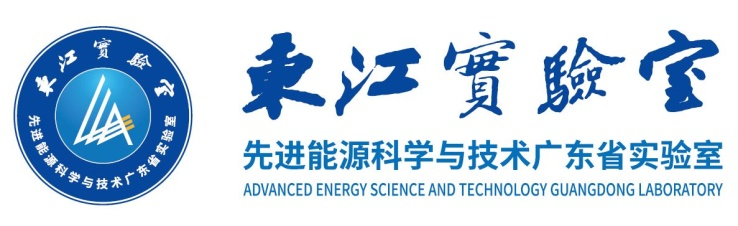 東江實驗室
先进能源科学与技术广东省实验室
東江實驗室
先进能源科学与技术广东省实验室
ADVANCED ENERGY SCIENCE AND TECHNOLOGY GUANGDONG LABORATORY